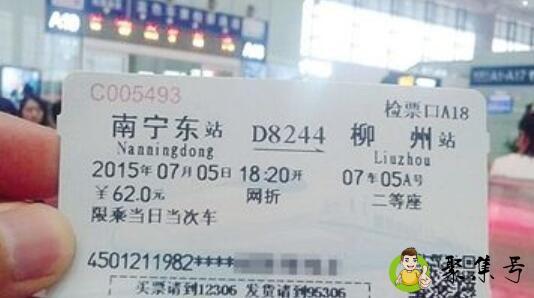 A18
C005493
检票口A18
南宁东站 D8244 柳州站
Nanningdong Liuzhou
2015年07月05日 18:20开 07车05A号
￥62.0元 网折 二等座
限乘当日当次车
4501211982****
买票请到12306 发货请到95306
聚集号